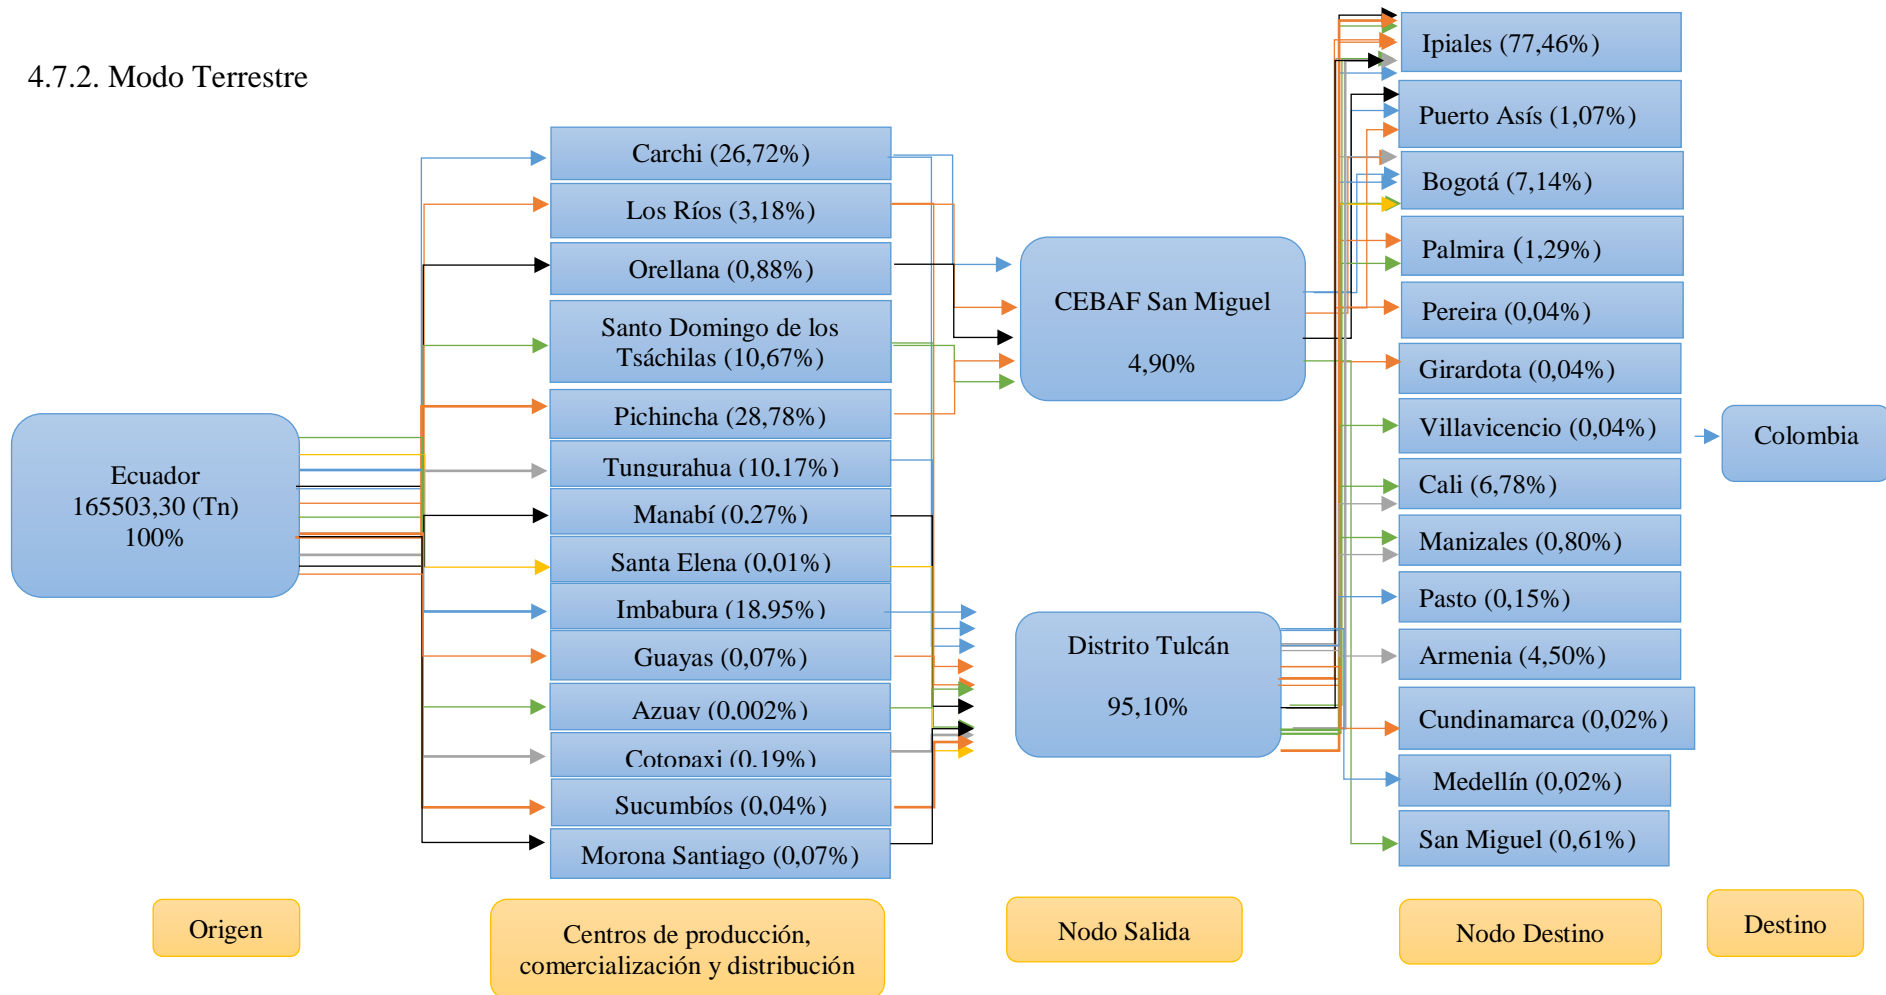 4.7.2. Modo Terrestre
Ecuador
165503,30 (Tn)
100%
Carchi (26,72%)
Los Ríos (3,18%)
Orellana (0,88%)
Santo Domingo de los
Tsáchilas (10,67%)
Pichincha (28,78%)
Tungurahua (10,17%)
Manabí (0,27%)
Santa Elena (0,01%)
Imbabura (18,95%)
Guayas (0,07%)
Azuay (0,002%)
Cotopaxi (0,19%)
Sucumbíos (0,04%)
Morona Santiago (0,07%)
CEBAF San Miguel
4,90%
Distrito Tulcán
95,10%
Ipiales (77,46%)
Puerto Asís (1,07%)
Bogotá (7,14%)
Palmira (1,29%)
Pereira (0,04%)
Girardota (0,04%)
Villavicencio (0,04%)
Cali (6,78%)
Manizales (0,80%)
Pasto (0,15%)
Armenia (4,50%)
Cundinamarca (0,02%)
Medellín (0,02%)
San Miguel (0,61%)
Colombia
Origen
Centros de producción,
comercialización y distribución
Nodo Salida
Nodo Destino
Destino